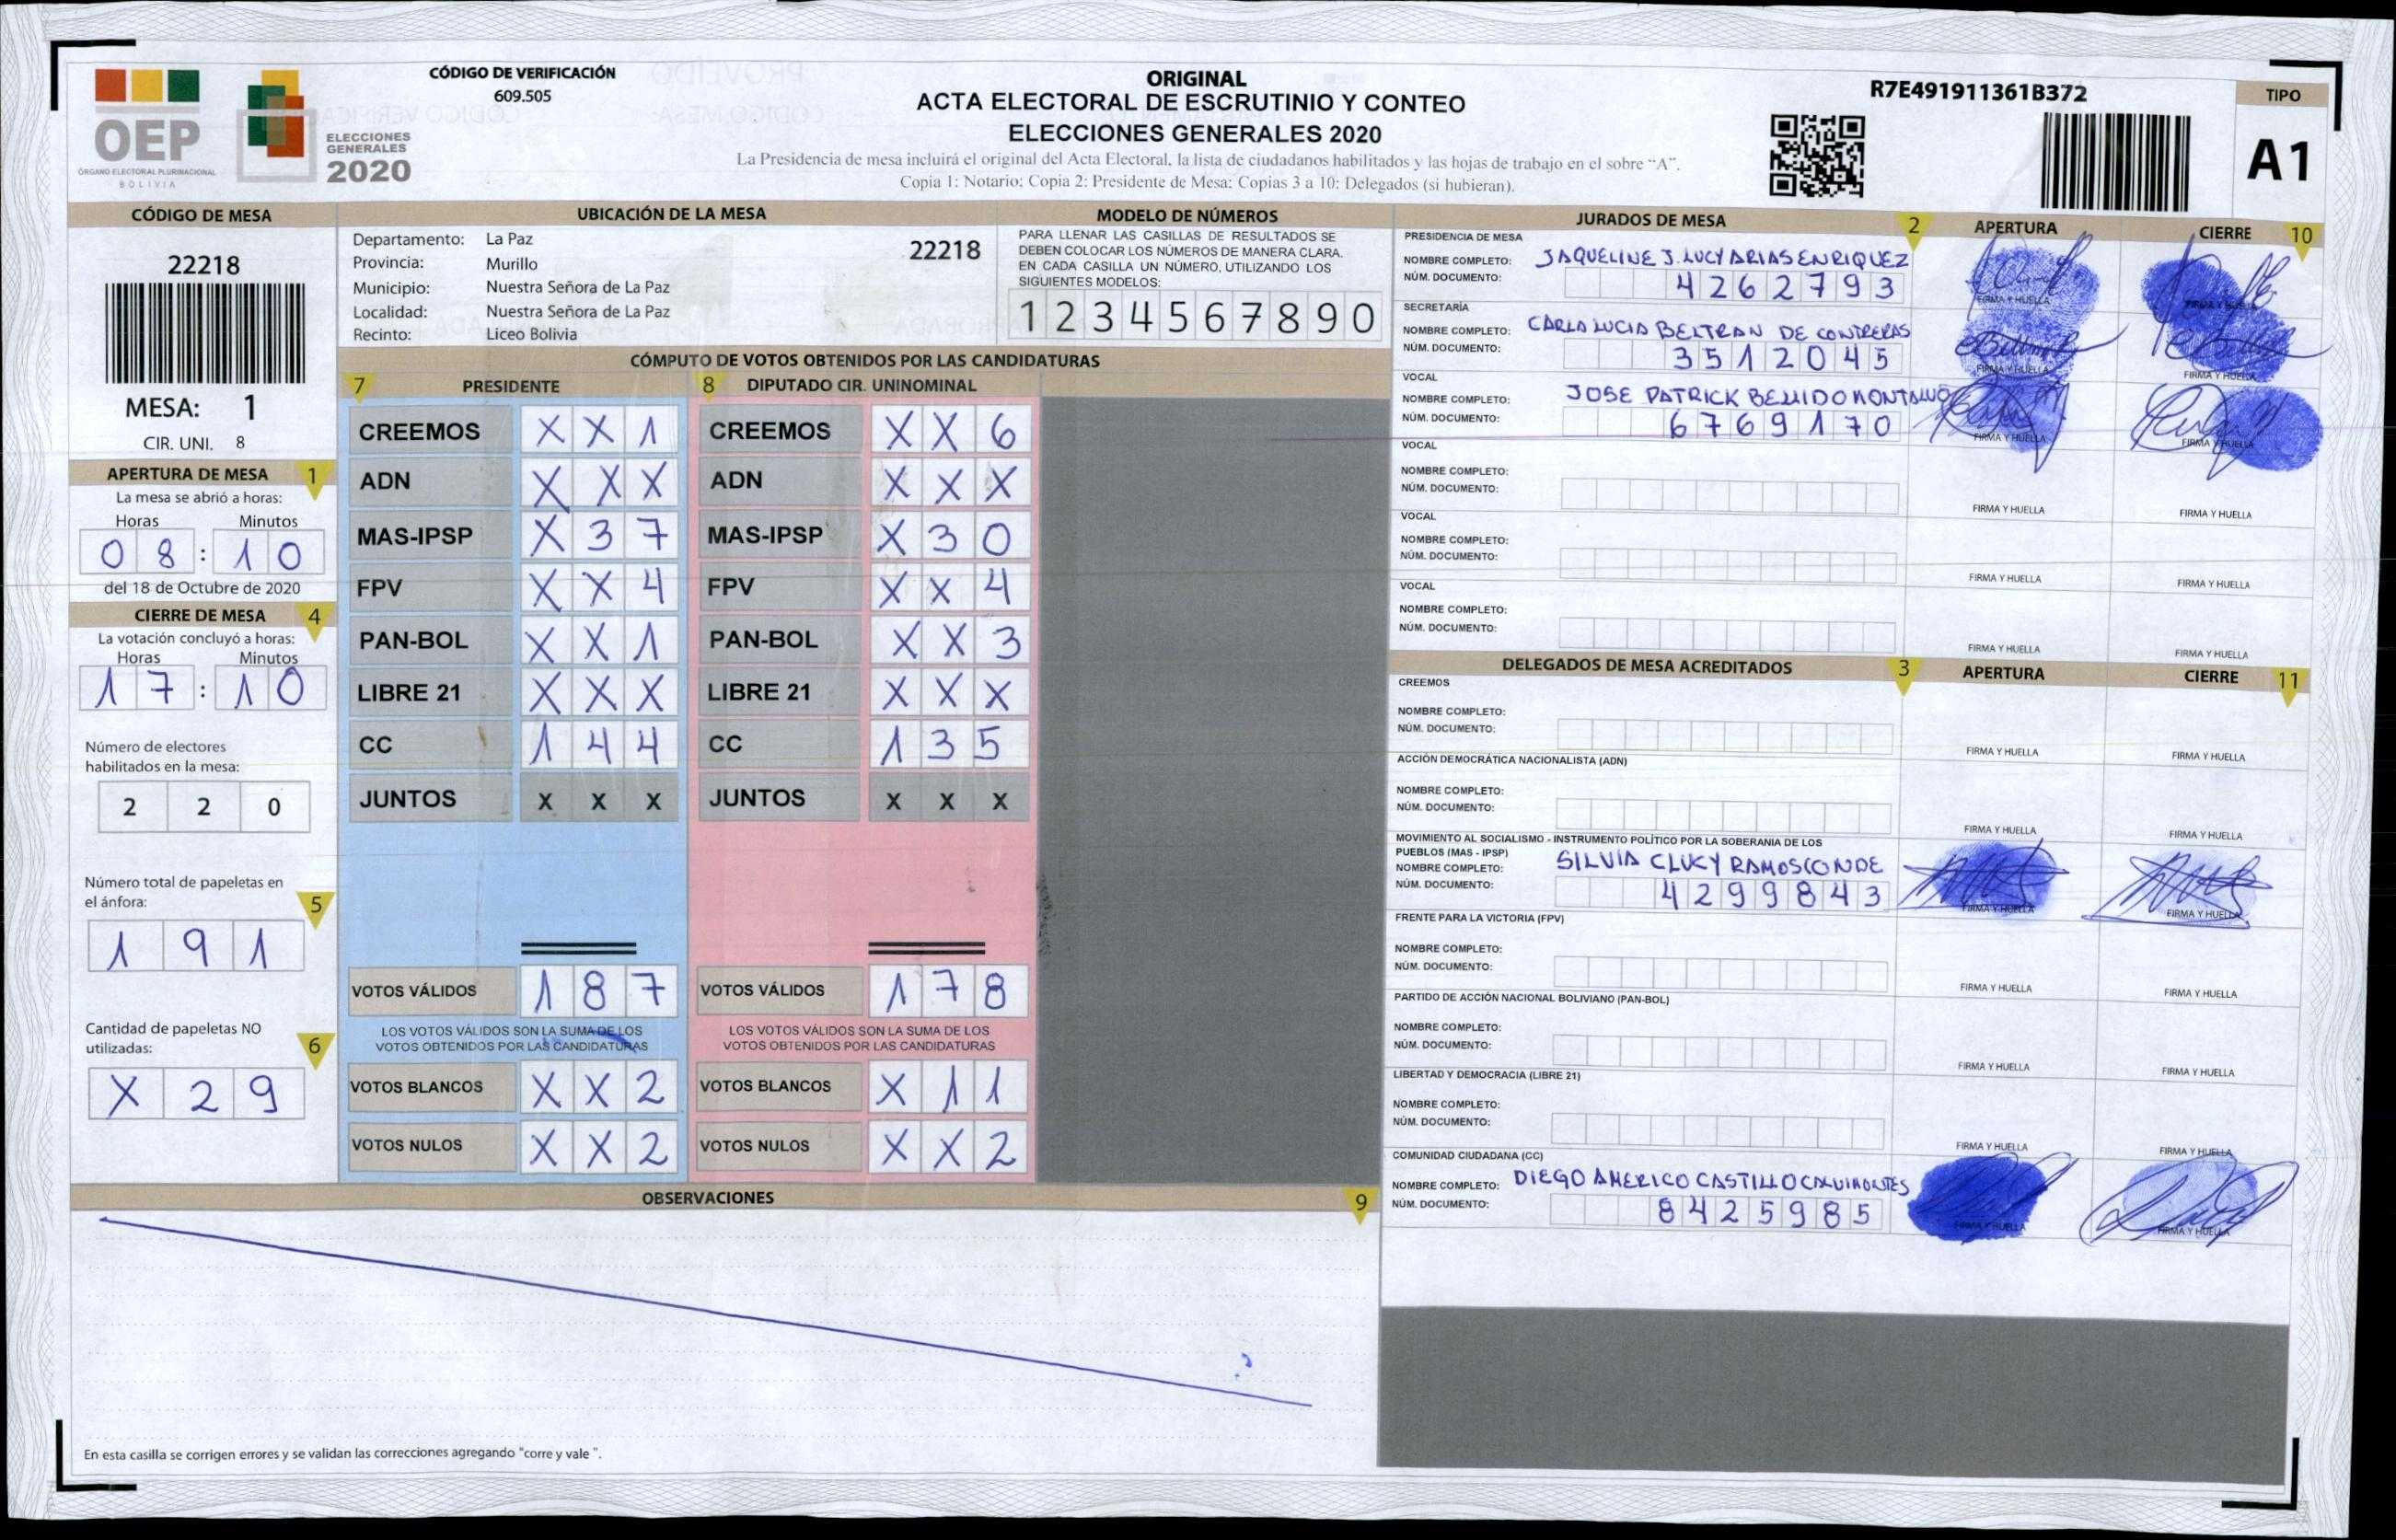 OEP
ÓRGANO ELECTORAL PLURINACIONAL
BOLIVIA
ELECCIONES
GENERALES
2020
CÓDIGO DE VERIFICACIÓN
609.505
ORIGINAL
ACTA ELECTORAL DE ESCRUTINIO Y CONTEO
ELECCIONES GENERALES 2020
La Presidencia de mesa incluirá el original del Acta Electoral, la lista de ciudadanos habilitados y las hojas de trabajo en el sobre “A”.
Copia 1: Notario: Copia 2: Presidente de Mesa: Copias 3 a 10: Delegados (si hubieran).
R7E491911361B372
TIPO
A1
CÓDIGO DE MESA
22218
MESA: 1
CIR. UNI. 8
APERTURA DE MESA 1
La mesa se abrió a horas:
Horas Minutos
08:10
del 18 de Octubre de 2020
CIERRE DE MESA 4
La votación concluyó a horas:
Horas Minutos
17:10
Número de electores
habilitados en la mesa:
2 2 0
Número total de papeletas en
el ánfora: 5
1 9 1
Cantidad de papeletas NO
utilizadas: 6
X 2 9
UBICACIÓN DE LA MESA
Departamento: La Paz 22218
Provincia: Murillo
Municipio: Nuestra Señora de La Paz
Localidad: Nuestra Señora de La Paz
Recinto: Liceo Bolivia
MODELO DE NÚMEROS
PARA LLENAR LAS CASILLAS DE RESULTADOS SE
DEBEN COLOCAR LOS NÚMEROS DE MANERA CLARA.
EN CADA CASILLA UN NÚMERO, UTILIZANDO LOS
SIGUIENTES MODELOS:
1 2 3 4 5 6 7 8 9 0
CÓMPUTO DE VOTOS OBTENIDOS POR LAS CANDIDATURAS
7 PRESIDENTE 8 DIPUTADO CIR. UNINOMINAL
CREEMOS X X 1 CREEMOS X X 6
ADN X X X ADN X X X
MAS-IPSP X 3 7 MAS-IPSP X 3 0
FPV X X 4 FPV X X 4
PAN-BOL X X 1 PAN-BOL X X 3
LIBRE 21 X X X LIBRE 21 X X X
CC 1 4 4 CC 1 3 5
JUNTOS X X X JUNTOS X X X
VOTOS VÁLIDOS 1 8 7 VOTOS VÁLIDOS 1 7 8
LOS VOTOS VÁLIDOS SON LA SUMA DE LOS LOS VOTOS VÁLIDOS SON LA SUMA DE LOS
VOTOS OBTENIDOS POR LAS CANDIDATURAS VOTOS OBTENIDOS POR LAS CANDIDATURAS
VOTOS BLANCOS X X 2 VOTOS BLANCOS X 1 1
VOTOS NULOS X X 2 VOTOS NULOS X X 2
OBSERVACIONES 9
En esta casilla se corrigen errores y se validan las correcciones agregando "corre y vale ".
JURADOS DE MESA 2 APERTURA CIERRE 10
PRESIDENCIA DE MESA
NOMBRE COMPLETO: JAQUELINE J. LUCY ARIAS ENRIQUEZ
NÚM. DOCUMENTO: 4262793
FIRMA Y HUELLA FIRMA Y HUELLA
SECRETARÍA
NOMBRE COMPLETO: CARLA LUCIA BELTRAN DE CONTRERAS
NÚM. DOCUMENTO: 3512045
FIRMA Y HUELLA FIRMA Y HUELLA
VOCAL
NOMBRE COMPLETO: JOSE PATRICK BELLIDO MONTALVO
NÚM. DOCUMENTO: 6769170
FIRMA Y HUELLA FIRMA Y HUELLA
VOCAL
NOMBRE COMPLETO:
NÚM. DOCUMENTO:
FIRMA Y HUELLA FIRMA Y HUELLA
VOCAL
NOMBRE COMPLETO:
NÚM. DOCUMENTO:
FIRMA Y HUELLA FIRMA Y HUELLA
VOCAL
NOMBRE COMPLETO:
NÚM. DOCUMENTO:
FIRMA Y HUELLA FIRMA Y HUELLA
DELEGADOS DE MESA ACREDITADOS 3 APERTURA CIERRE 11
CREEMOS
NOMBRE COMPLETO:
NÚM. DOCUMENTO:
FIRMA Y HUELLA FIRMA Y HUELLA
ACCIÓN DEMOCRÁTICA NACIONALISTA (ADN)
NOMBRE COMPLETO:
NÚM. DOCUMENTO:
FIRMA Y HUELLA FIRMA Y HUELLA
MOVIMIENTO AL SOCIALISMO - INSTRUMENTO POLÍTICO POR LA SOBERANIA DE LOS
PUEBLOS (MAS - IPSP)
NOMBRE COMPLETO: SILVIA CLUCY RAMOS CONDE
NÚM. DOCUMENTO: 4299843
FIRMA Y HUELLA FIRMA Y HUELLA
FRENTE PARA LA VICTORIA (FPV)
NOMBRE COMPLETO:
NÚM. DOCUMENTO:
FIRMA Y HUELLA FIRMA Y HUELLA
PARTIDO DE ACCIÓN NACIONAL BOLIVIANO (PAN-BOL)
NOMBRE COMPLETO:
NÚM. DOCUMENTO:
FIRMA Y HUELLA FIRMA Y HUELLA
LIBERTAD Y DEMOCRACIA (LIBRE 21)
NOMBRE COMPLETO:
NÚM. DOCUMENTO:
FIRMA Y HUELLA FIRMA Y HUELLA
COMUNIDAD CIUDADANA (CC)
NOMBRE COMPLETO: DIEGO AMERICO CASTILLO
NÚM. DOCUMENTO: 8425985
FIRMA Y HUELLA FIRMA Y HUELLA